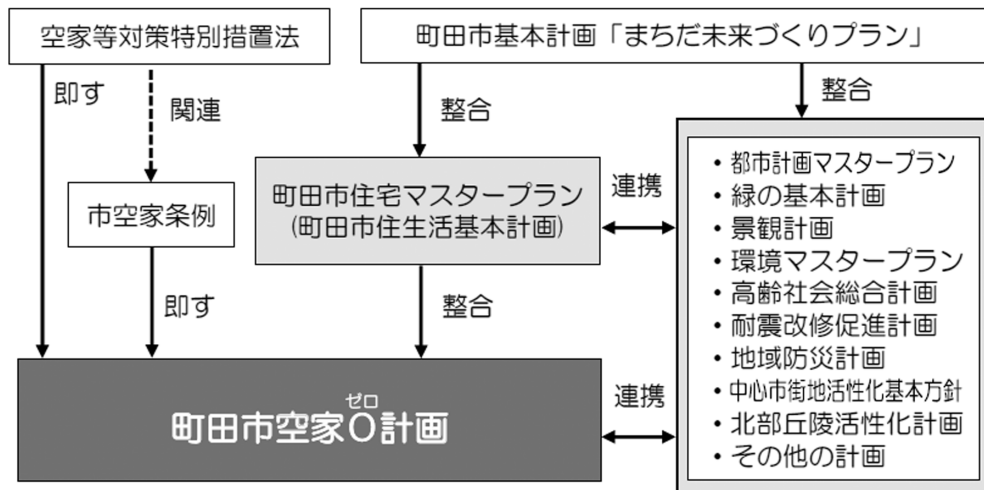 空家等対策特別措置法
町田市基本計画「まちだ未来づくりプラン」
即す
関連
整合
整合
市空家条例
町田市住宅マスタープラン
(町田市住生活基本計画)
連携
・都市計画マスタープラン
・緑の基本計画
・景観計画
・環境マスタープラン
・高齢社会総合計画
・耐震改修促進計画
・地域防災計画
・中心市街地活性化基本方針
・北部丘陵活性化計画
・その他の計画
即す
整合
ゼロ
町田市空家0計画
連携